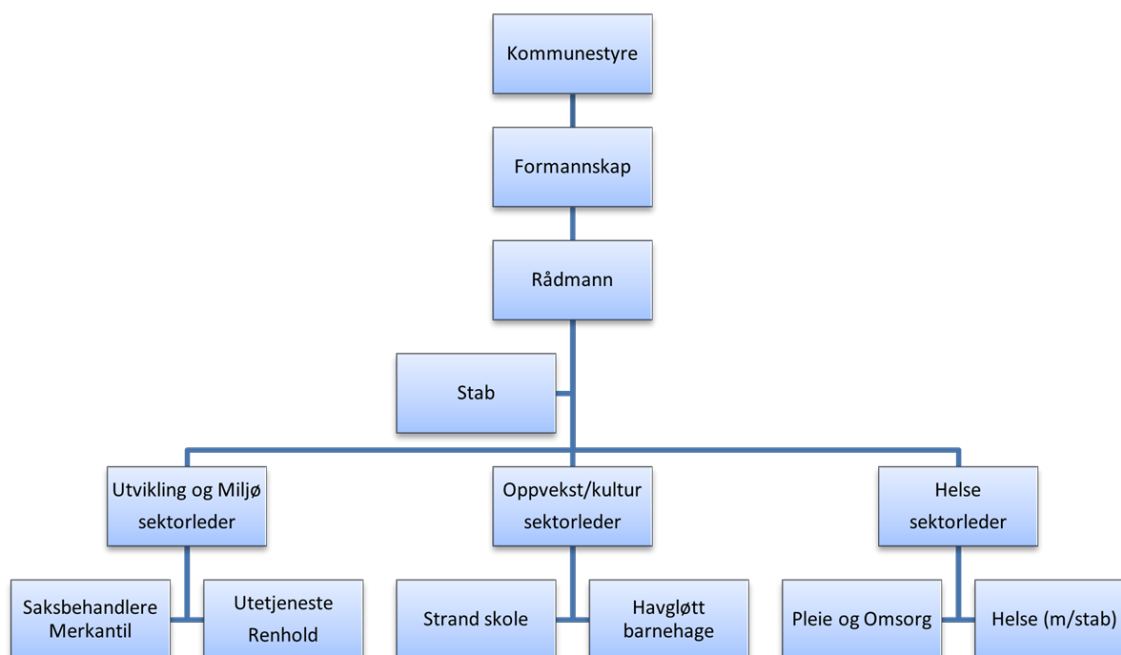 Kommunestyre
Formannskap
Rådmann
Stab
Utvikling og Miljø
sektorleder
Oppvekst/kultur
sektorleder
Helse
sektorleder
Saksbehandlere
Merkantil
Utetjeneste
Renhold
Strand skole
Havgløtt
barnehage
Pleie og Omsorg
Helse (m/stab)